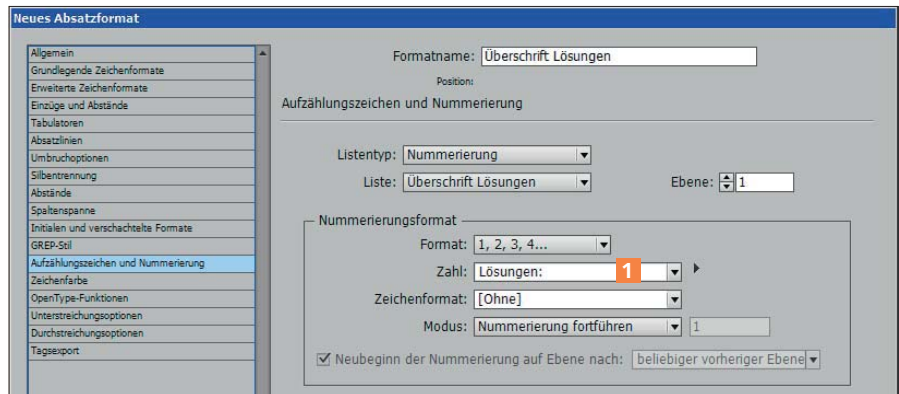 Neues Absatzformat
Allgemein
Grundlegende Zeichenformate
Erweiterte Zeichenformate
Einzüge und Abstände
Tabulatoren
Absatzlinien
Umbruchoptionen
Silbentrennung
Abstände
Spaltenspanne
Initialen und verschachtelte Formate
GREP-Stil
Aufzählungszeichen und Nummerierung
Zeichenfarbe
OpenType-Funktionen
Unterstreichungsoptionen
Durchstreichungsoptionen
Tagsexport
Formatname: Überschrift Lösungen
Position:
Aufzählungszeichen und Nummerierung
Listentyp: Nummerierung
Liste: Überschrift Lösungen Ebene: 1
Nummerierungsformat
Format: 1, 2, 3, 4...
Zahl: Lösungen: 1
Zeichenformat: [Ohne]
Modus: Nummerierung fortführen 1
Neubeginn der Nummerierung auf Ebene nach: beliebiger vorheriger Ebene